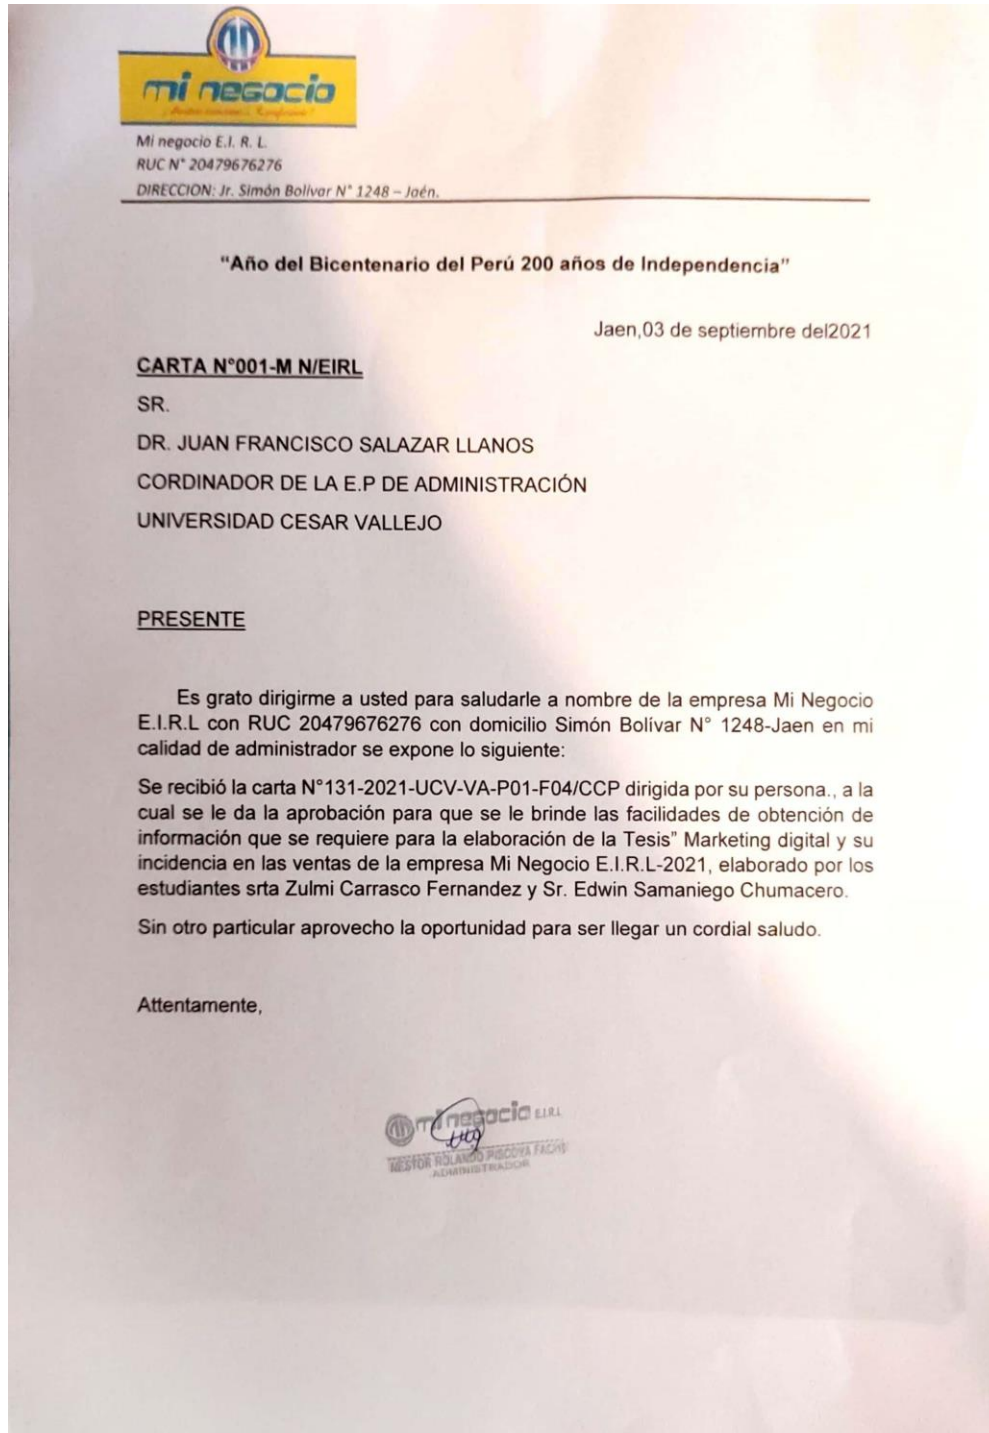 mi negocio
Mi negocio E.I. R. L.
RUC N° 20479676276
DIRECCION: Jr. Simón Bolívar N° 1248 – Jaén.
“Año del Bicentenario del Perú 200 años de Independencia”
Jaen,03 de septiembre del2021
CARTA N°001-M N/EIRL
SR.
DR. JUAN FRANCISCO SALAZAR LLANOS
CORDINADOR DE LA E.P DE ADMINISTRACIÓN
UNIVERSIDAD CESAR VALLEJO
PRESENTE
Es grato dirigirme a usted para saludarle a nombre de la empresa Mi Negocio
E.I.R.L con RUC 20479676276 con domicilio Simón Bolívar N° 1248-Jaen en mi
calidad de administrador se expone lo siguiente:
Se recibió la carta N°131-2021-UCV-VA-P01-F04/CCP dirigida por su persona., a la
cual se le da la aprobación para que se le brinde las facilidades de obtención de
información que se requiere para la elaboración de la Tesis” Marketing digital y su
incidencia en las ventas de la empresa Mi Negocio E.I.R.L-2021, elaborado por los
estudiantes srta Zulmi Carrasco Fernandez y Sr. Edwin Samaniego Chumacero.
Sin otro particular aprovecho la oportunidad para ser llegar un cordial saludo.
Attentamente,
mi negocio E.I.R.L
NESTOR ROLANDO PISCOYA
ADMINISTRADOR